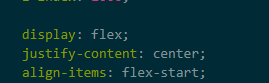 display: flex;
justify-content: center;
align-items: flex-start;